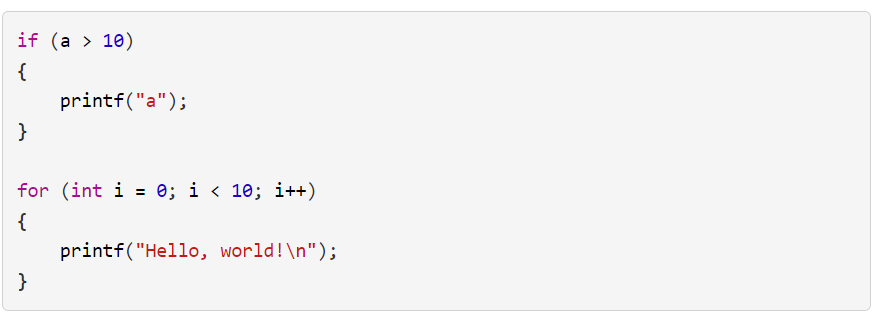 if (a > 10)
{
    printf("a");
}

for (int i = 0; i < 10; i++)
{
    printf("Hello, world!\n");
}